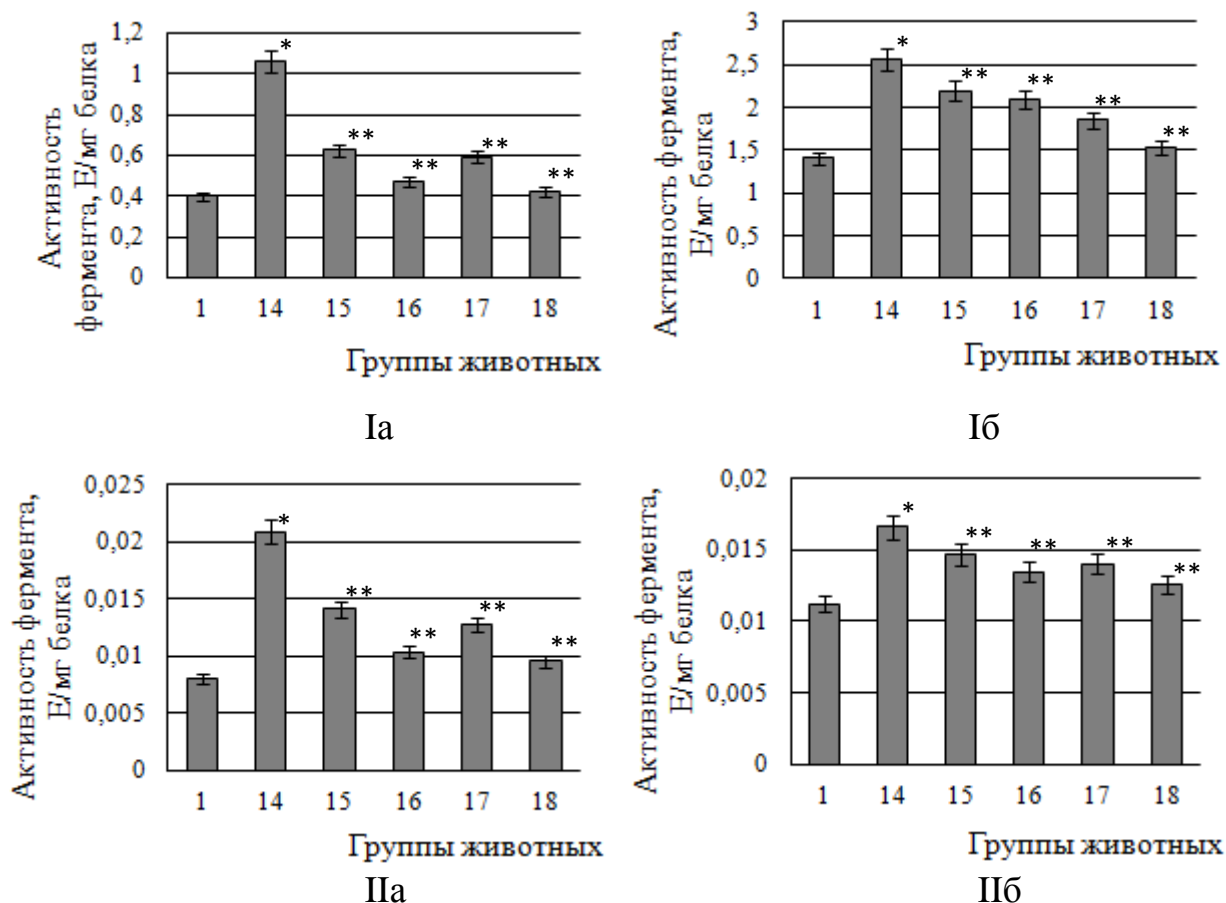 Активность
фермента, Е/мг белка
1,2
1
0,8
0,6
0,4
0,2
0
*
**
**
**
**
1 14 15 16 17 18
Группы животных
Iа
Активность фермента,
Е/мг белка
3
2,5
2
1,5
1
0,5
0
*
**
**
**
**
1 14 15 16 17 18
Группы животных
Iб
Активность фермента,
Е/мг белка
0,025
0,02
0,015
0,01
0,005
0
*
**
**
**
**
1 14 15 16 17 18
Группы животных
IIа
Активность фермента,
Е/мг белка
0,02
0,015
0,01
0,005
0
*
**
**
**
**
1 14 15 16 17 18
Группы животных
IIб